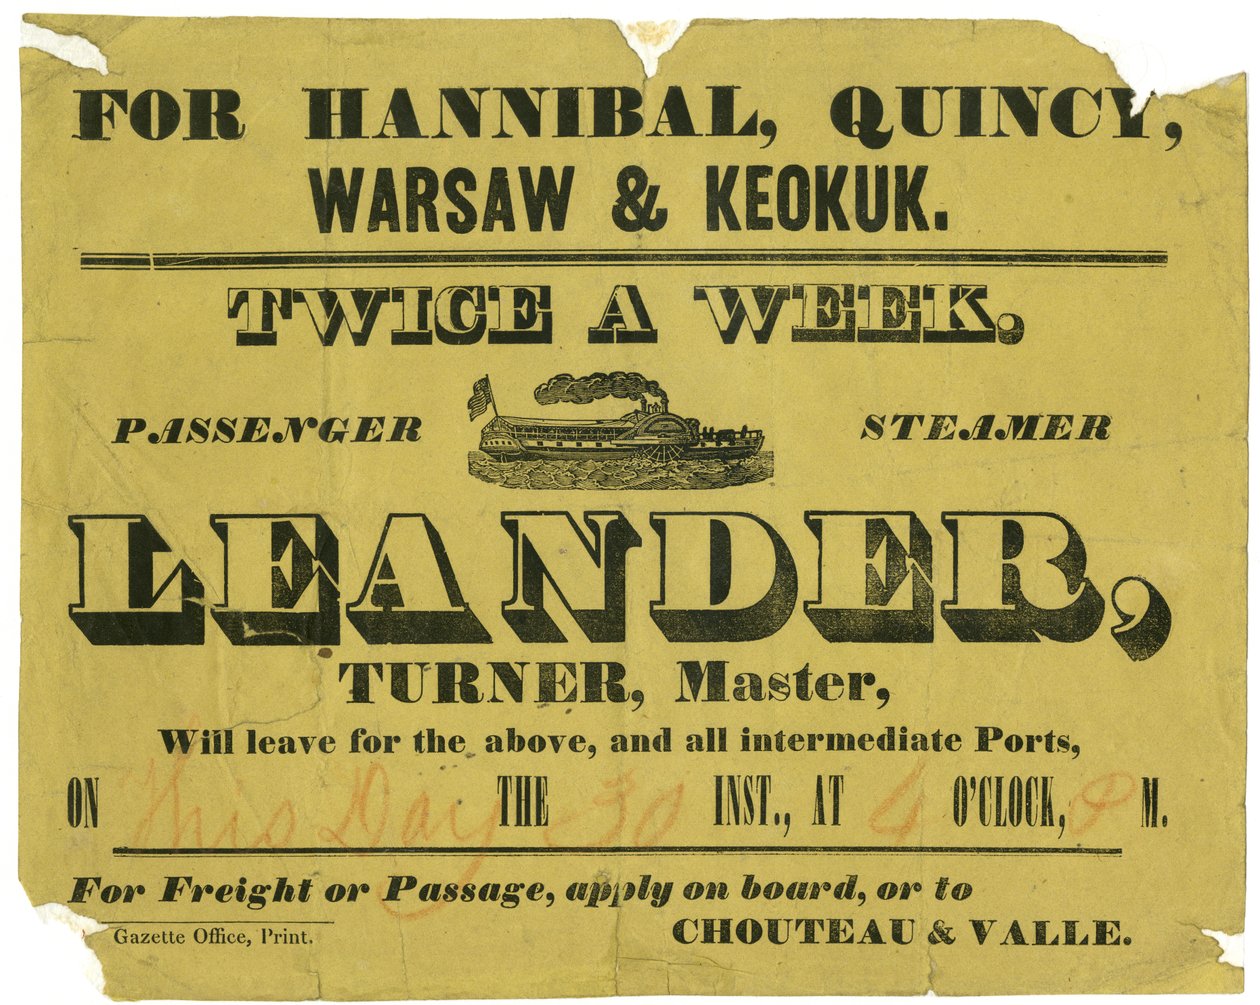 FOR HANNIBAL, QUINCY,
WARSAW & KEOKUK.
TWICE A WEEK.
PASSENGER STEAMER
LEANDER,
TURNER, Master,
Will leave for the above, and all intermediate Ports,
ON This Day THE 30 INST., AT 4 O'CLOCK, P M.
For Freight or Passage, apply on board, or to
CHOUTEAU & VALLE.
Gazette Office, Print.